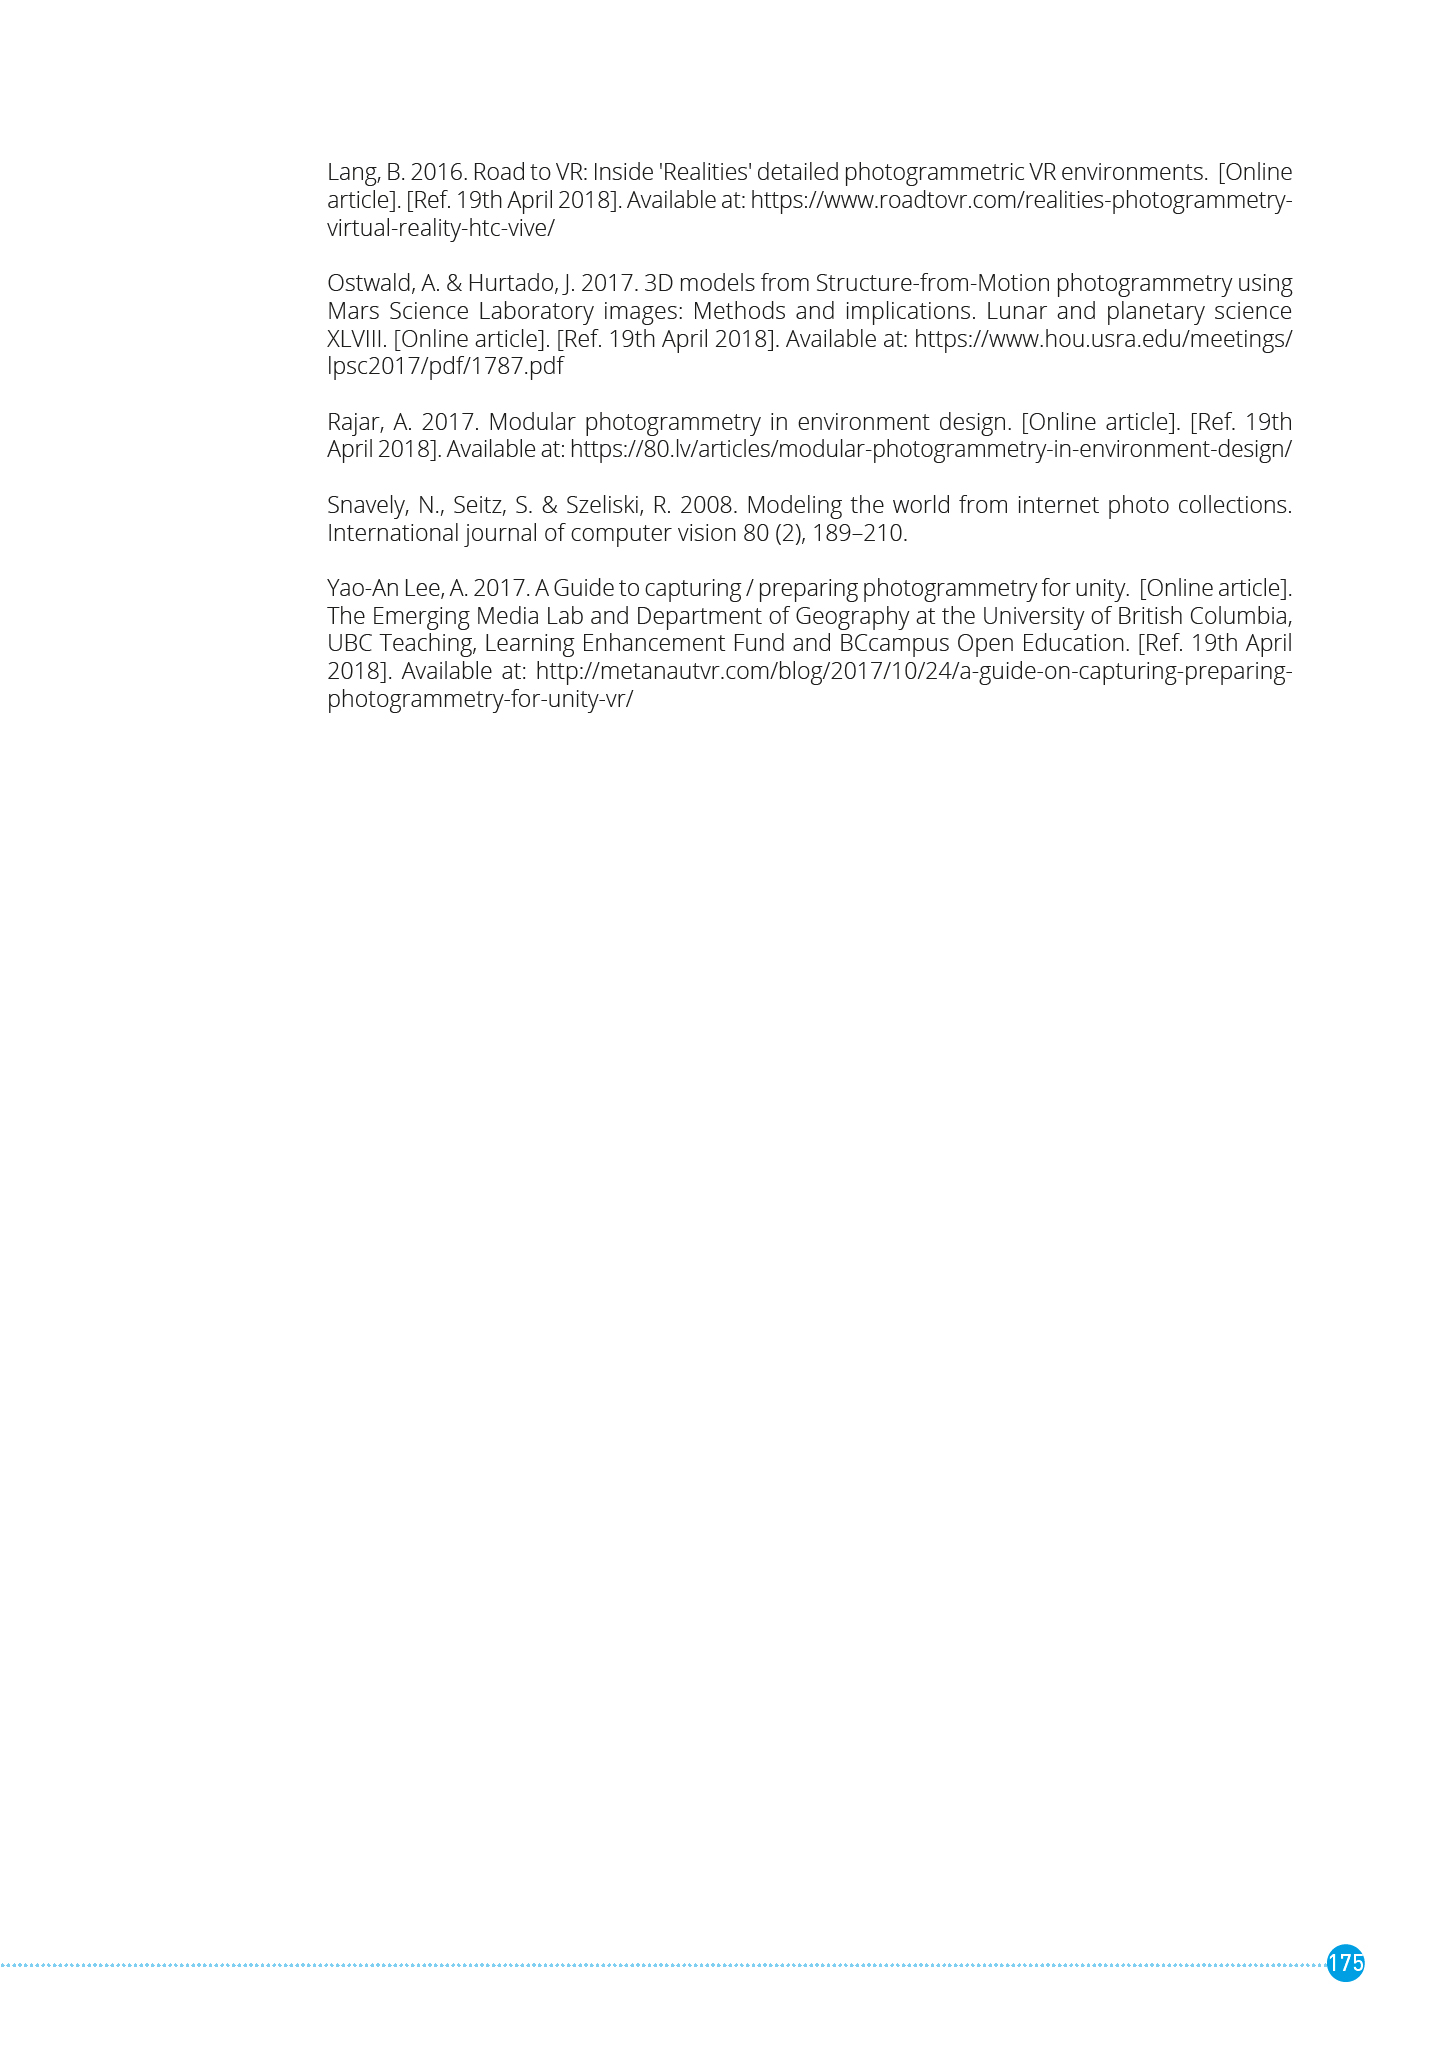 Lang, B. 2016. Road to VR: Inside 'Realities' detailed photogrammetric VR environments. [Online
article]. [Ref. 19th April 2018]. Available at: https://www.roadtovr.com/realities-photogrammetry-
virtual-reality-htc-vive/
Ostwald, A. & Hurtado, J. 2017. 3D models from Structure-from-Motion photogrammetry using
Mars Science Laboratory images: Methods and implications. Lunar and planetary science
XLVIII. [Online article]. [Ref. 19th April 2018]. Available at: https://www.hou.usra.edu/meetings/
lpsc2017/pdf/1787.pdf
Rajar, A. 2017. Modular photogrammetry in environment design. [Online article]. [Ref. 19th
April 2018]. Available at: https://80.lv/articles/modular-photogrammetry-in-environment-design/
Snavely, N., Seitz, S. & Szeliski, R. 2008. Modeling the world from internet photo collections.
International journal of computer vision 80 (2), 189–210.
Yao-An Lee, A. 2017. A Guide to capturing / preparing photogrammetry for unity. [Online article].
The Emerging Media Lab and Department of Geography at the University of British Columbia,
UBC Teaching, Learning Enhancement Fund and BCcampus Open Education. [Ref. 19th April
2018]. Available at: http://metanautvr.com/blog/2017/10/24/a-guide-on-capturing-preparing-
photogrammetry-for-unity-vr/
175